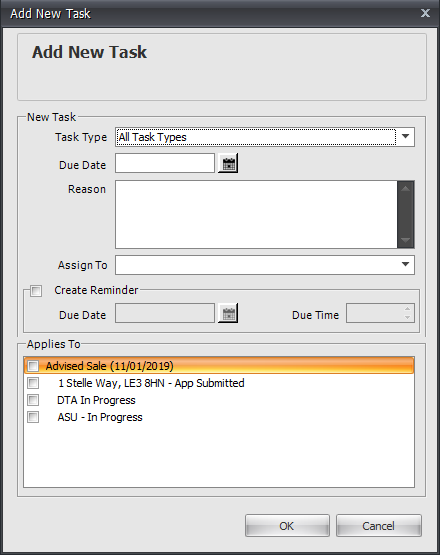 Add New Task
Add New Task
New Task
Task Type All Task Types
Due Date
Reason
Assign To
Create Reminder
Due Date Due Time
Applies To
Advised Sale (11/01/2019)
1 Stelle Way, LE3 8HN - App Submitted
DTA In Progress
ASU - In Progress
OK Cancel